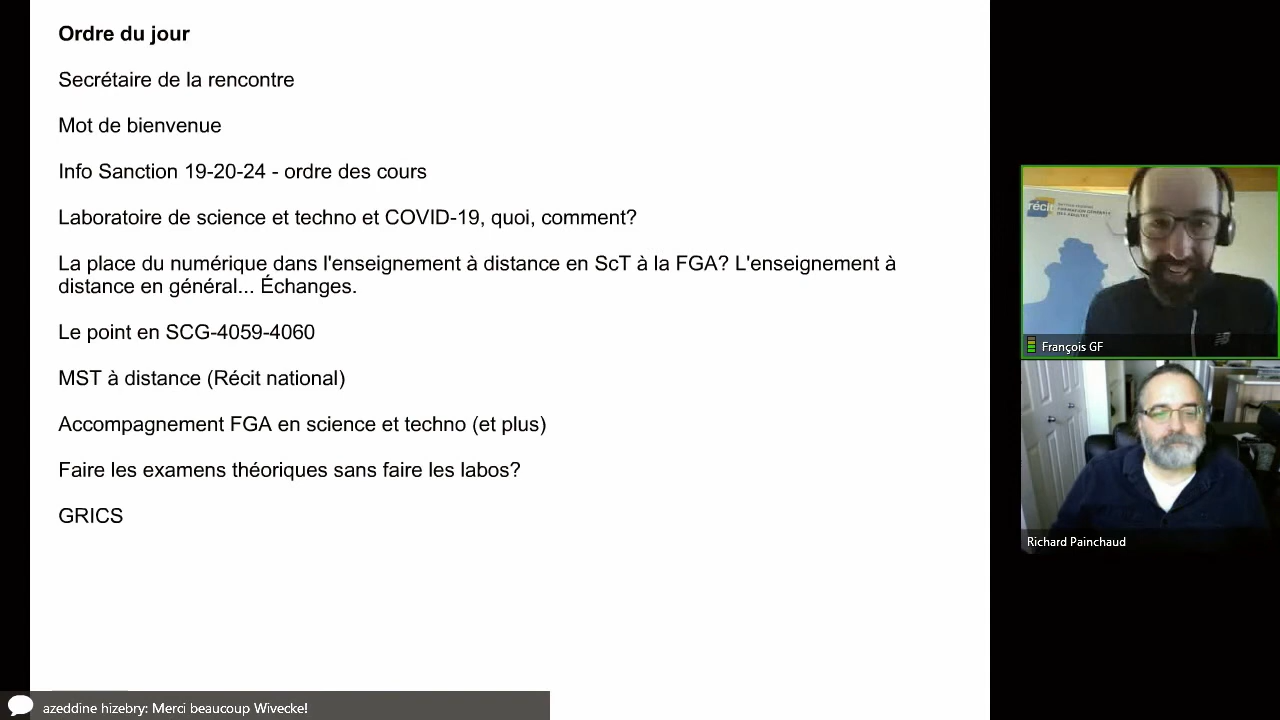 Ordre du jour
Secrétaire de la rencontre
Mot de bienvenue
Info Sanction 19-20-24 - ordre des cours
Laboratoire de science et techno et COVID-19, quoi, comment?
La place du numérique dans l'enseignement à distance en ScT à la FGA? L'enseignement à
distance en général... Échanges.
Le point en SCG-4059-4060
MST à distance (Récit national)
Accompagnement FGA en science et techno (et plus)
Faire les examens théoriques sans faire les labos?
GRICS
récit
François GF
Richard Painchaud
azeddine hizebry: Merci beaucoup Wivecke!